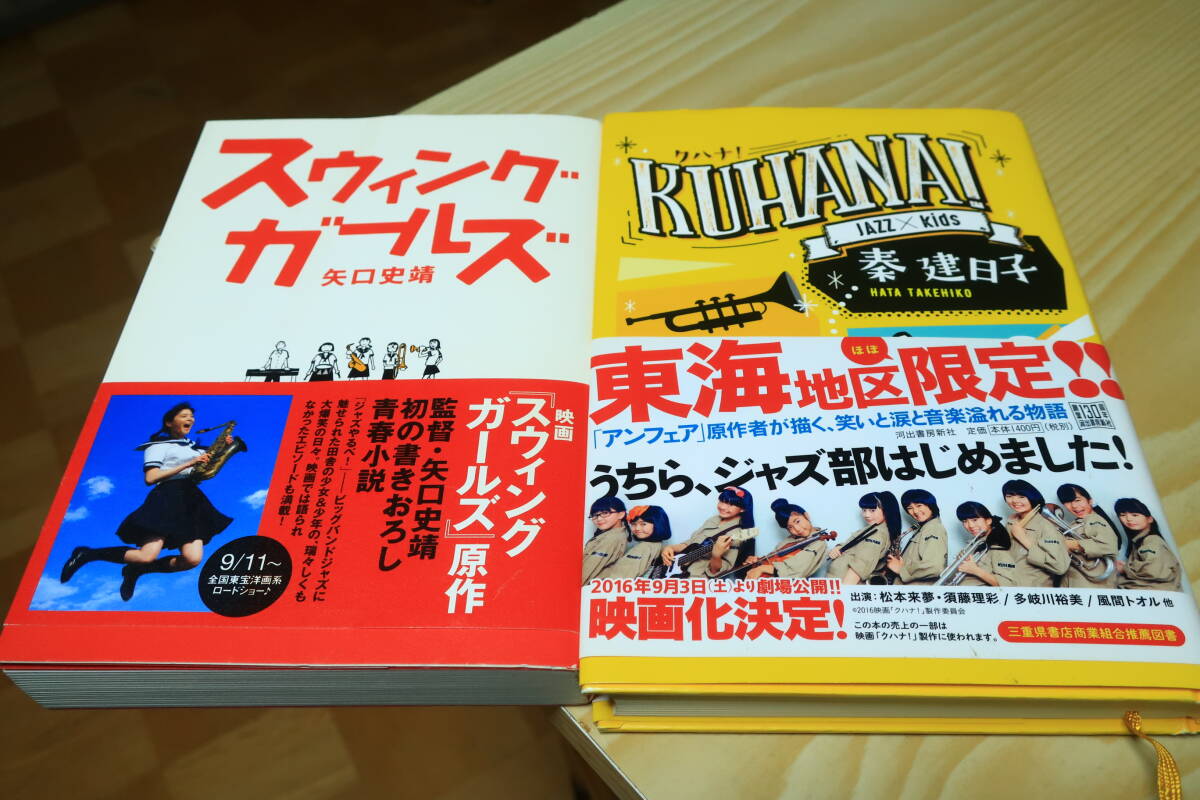 スウィング
ガールズ
矢口史靖
映画
『スウィング
ガールズ』原作
監督・矢口史靖
初の書きおろし
青春小説
「ジャズやるべ！」――ビッグバンドジャズに
魅せられた田舎の少女&少年の、瑞々しくも
大爆笑の日々。映画では語られ
なかったエピソードも満載！
9/11〜
全国東宝洋画系
ロードショー♪
クハナ！
KUHANA!
JAZZ×kids
秦 建日子
HATA TAKEHIKO
東海地区ほぼ限定!!
「アンフェア」原作者が描く、笑いと涙と音楽溢れる物語
河出書房新社 定価 本体1400円（税別）
130
河出書房新社
うちら、ジャズ部はじめました！
2016年9月3日（土）より劇場公開!!
映画化決定！
出演：松本来夢・須藤理彩 / 多岐川裕美 / 風間トオル 他
©2016映画「クハナ！」製作委員会
この本の売上の一部は
映画「クハナ！」製作に使われます。
三重県書店商業組合推薦図書